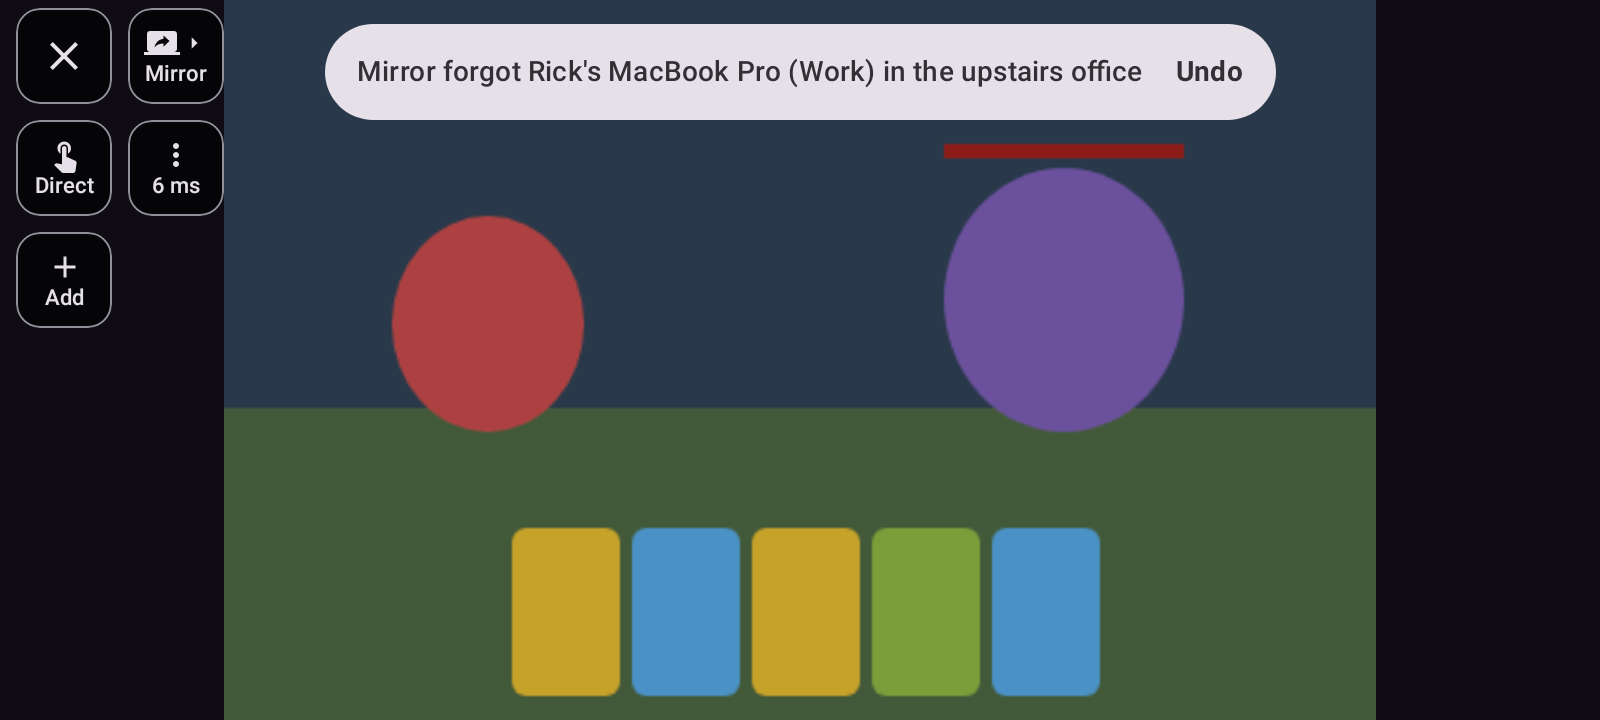 Mirror forgot Rick's MacBook Pro (Work) in the upstairs office Undo
Mirror
Direct
6 ms
Add